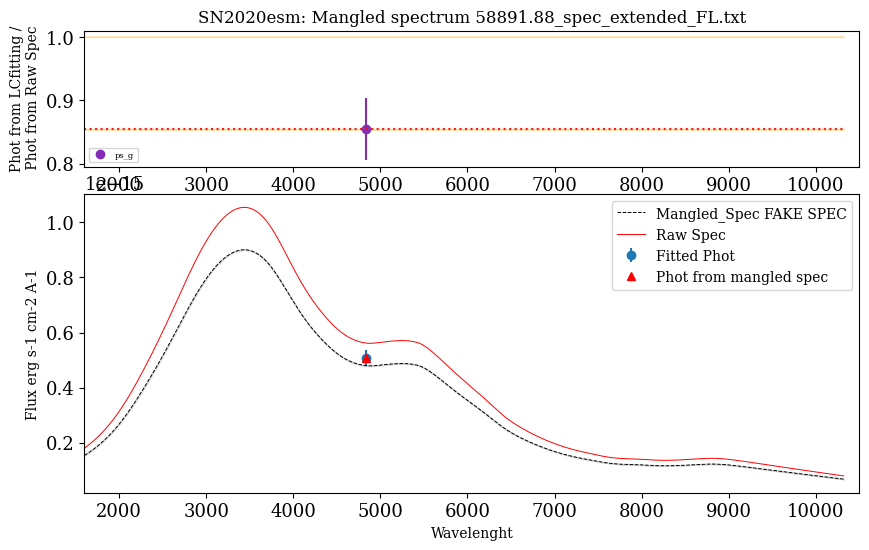 SN2020esm: Mangled spectrum 58891.88_spec_extended_FL.txt
Phot from LCfitting /
Phot from Raw Spec
1.0
0.9
0.8
ps_g
2000 3000 4000 5000 6000 7000 8000 9000 10000
1e−15
Flux erg s-1 cm-2 A-1
1.0
0.8
0.6
0.4
0.2
Mangled_Spec FAKE SPEC
Raw Spec
Fitted Phot
Phot from mangled spec
2000 3000 4000 5000 6000 7000 8000 9000 10000
Wavelenght